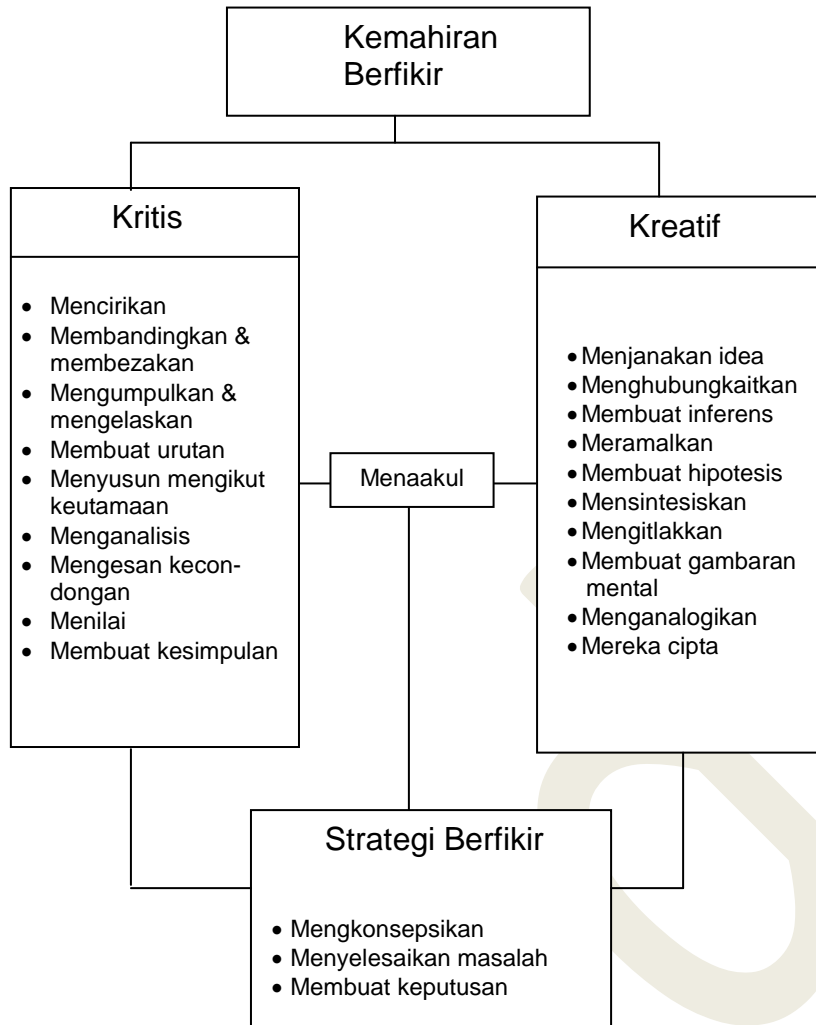 Kemahiran
Berfikir
Kritis
• Mencirikan
• Membandingkan &
membezakan
• Mengumpulkan &
mengelaskan
• Membuat urutan
• Menyusun mengikut
keutamaan
• Menganalisis
• Mengesan kecon-
dongan
• Menilai
• Membuat kesimpulan
Menaakul
Kreatif
• Menjanakan idea
• Menghubungkaitkan
• Membuat inferens
• Meramalkan
• Membuat hipotesis
• Mensintesiskan
• Mengitlakkan
• Membuat gambaran
mental
• Menganalogikan
• Mereka cipta
Strategi Berfikir
• Mengkonsepsikan
• Menyelesaikan masalah
• Membuat keputusan